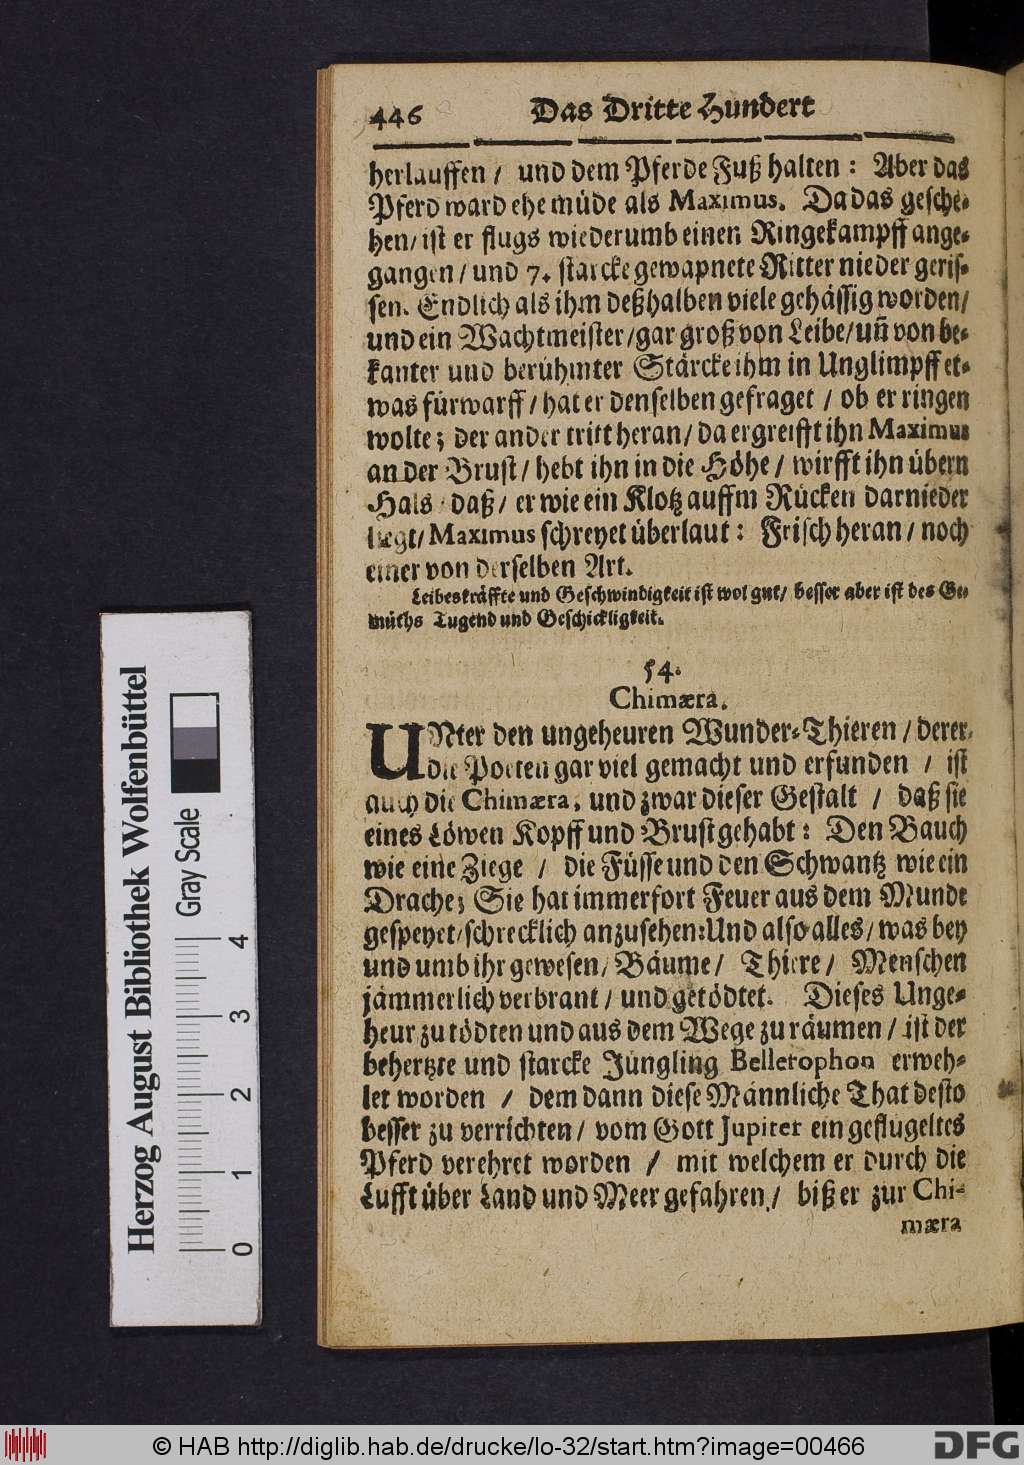 446 Das Dritte Hundert
herlauffen / und dem Pferde Fuß halten : Aber das
Pferd ward ehe müde als Maximus. Da das gesche-
hen / ist er flugs wiederumb einen Ringekampff ange-
gangen / und 7. starcke gewapnete Ritter nieder geris-
sen. Endlich als ihm deßhalben viele gehässig worden /
und ein Wachtmeister / gar groß von Leibe / uñ von be-
kanter und berühmter Stärcke ihm in Unglimpff et-
was fürwarff / hat er denselben gefraget / ob er ringen
wolte ; der ander tritt heran / da ergreifft ihn Maximus
an der Brust / hebt ihn in die Höhe / wirfft ihn übern
Hals daß / er wie ein Klotz auffm Rücken darnieder
liegt / Maximus schreyet überlaut : Frisch heran / noch
einer von derselben Art.
Leibeskräffte und Geschwindigkeit ist wol gut / besser aber ist des Ge-
müths Tugend und Geschickligkeit.
54.
Chimæra.
UNter den ungeheuren Wunder-Thieren / derer
die Poeten gar viel gemacht und erfunden / ist
auch die Chimæra, und zwar dieser Gestalt / daß sie
eines Löwen Kopff und Brust gehabt : Den Bauch
wie eine Ziege / die Füsse und den Schwantz wie ein
Drache ; Sie hat immerfort Feuer aus dem Munde
gespeyet / schrecklich anzusehen : Und also alles / was bey
und umb ihr gewesen / Bäume / Thiere / Menschen
jämmerlich verbrant / und getödtet. Dieses Unge-
heur zu tödten und aus dem Wege zu räumen / ist der
behertzte und starcke Jüngling Bellerophon erweh-
let worden / dem dann diese Männliche That desto
besser zu verrichten / vom Gott Jupiter ein geflügeltes
Pferd verehret worden / mit welchem er durch die
Lufft über Land und Meer gefahren / biß er zur Chi-
mæra
Herzog August Bibliothek Wolfenbüttel
Gray Scale
0 1 2 3 4
© HAB http://diglib.hab.de/drucke/lo-32/start.htm?image=00466
DFG